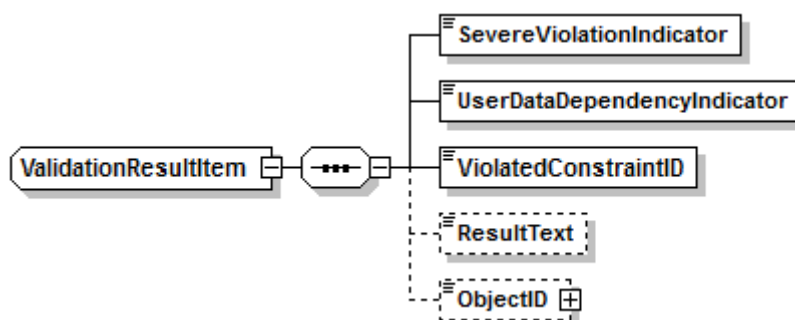 SevereViolationIndicator
UserDataDependencyIndicator
ValidationResultItem
ViolatedConstraintID
ResultText
ObjectID